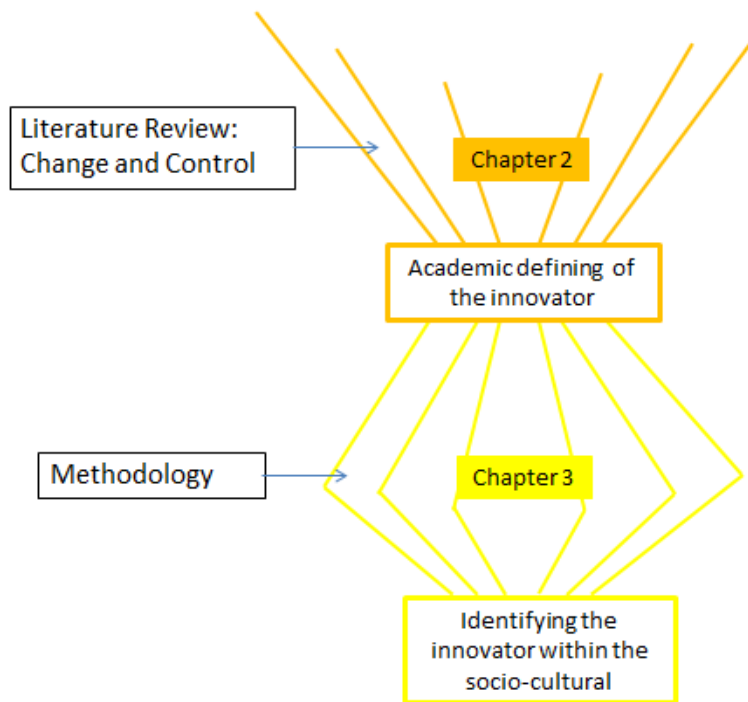 Literature Review:
Change and Control
Chapter 2
Academic defining of
the innovator
Methodology
Chapter 3
Identifying the
innovator within the
socio-cultural